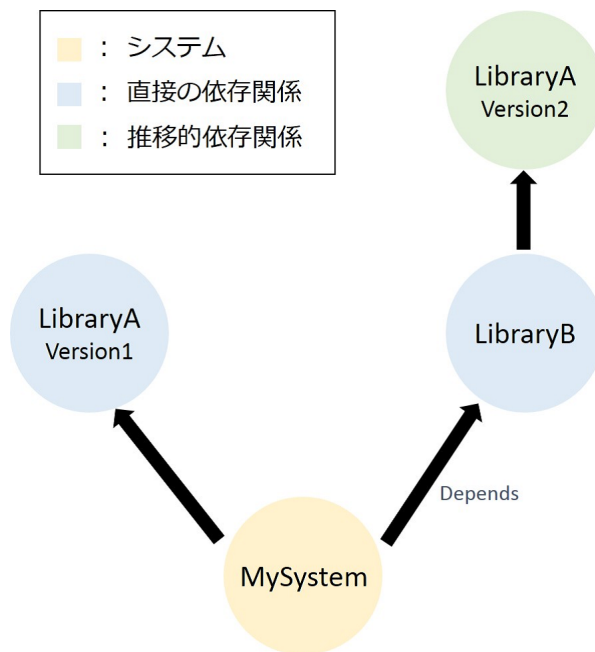 ： システム
： 直接の依存関係
： 推移的依存関係
LibraryA
Version2
LibraryA
Version1
LibraryB
Depends
MySystem